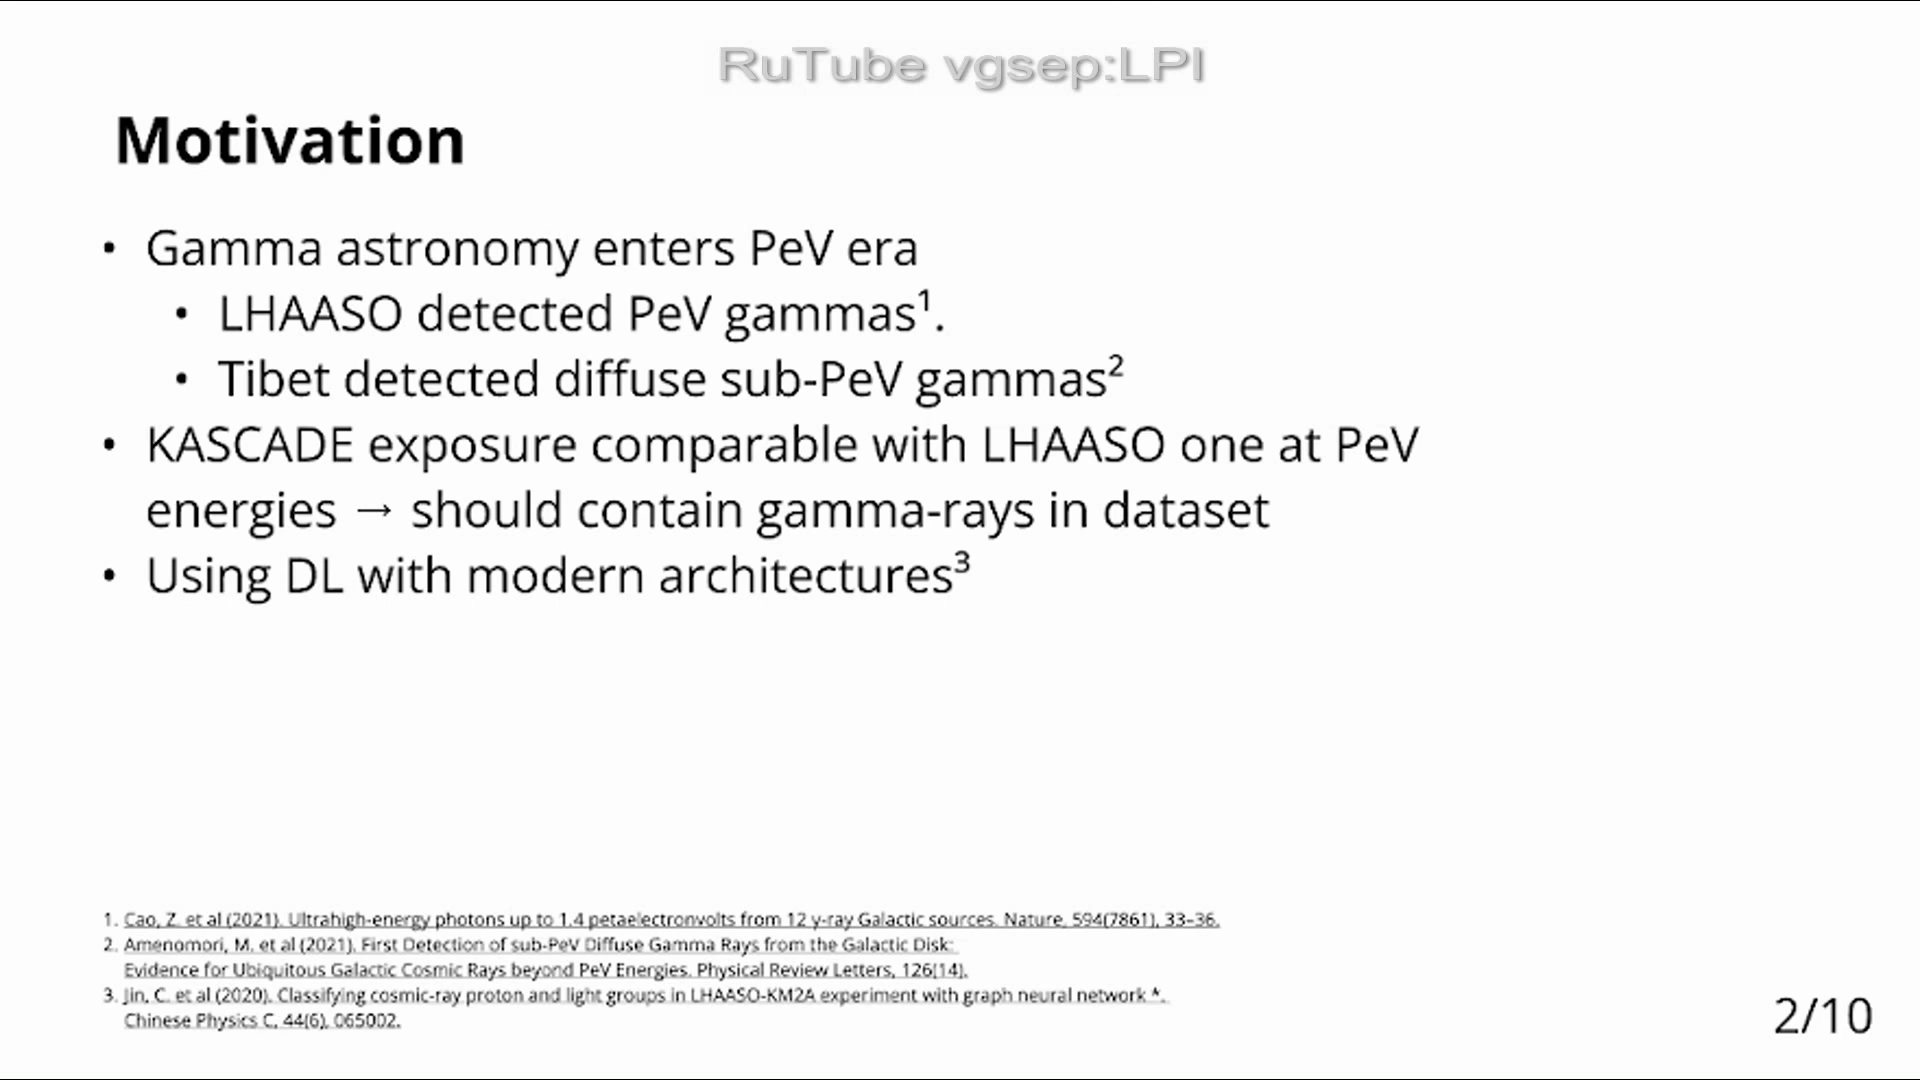 RuTube vgsep:LPI
Motivation
• Gamma astronomy enters PeV era
• LHAASO detected PeV gammas¹.
• Tibet detected diffuse sub-PeV gammas²
• KASCADE exposure comparable with LHAASO one at PeV
energies → should contain gamma-rays in dataset
• Using DL with modern architectures³
1. Cao, Z. et al (2021). Ultrahigh-energy photons up to 1.4 petaelectronvolts from 12 γ-ray Galactic sources. Nature, 594(7861), 33–36.
2. Amenomori, M. et al (2021). First Detection of sub-PeV Diffuse Gamma Rays from the Galactic Disk:
Evidence for Ubiquitous Galactic Cosmic Rays beyond PeV Energies. Physical Review Letters, 126(14).
3. Jin, C. et al (2020). Classifying cosmic-ray proton and light groups in LHAASO-KM2A experiment with graph neural network *.
Chinese Physics C, 44(6), 065002.
2/10